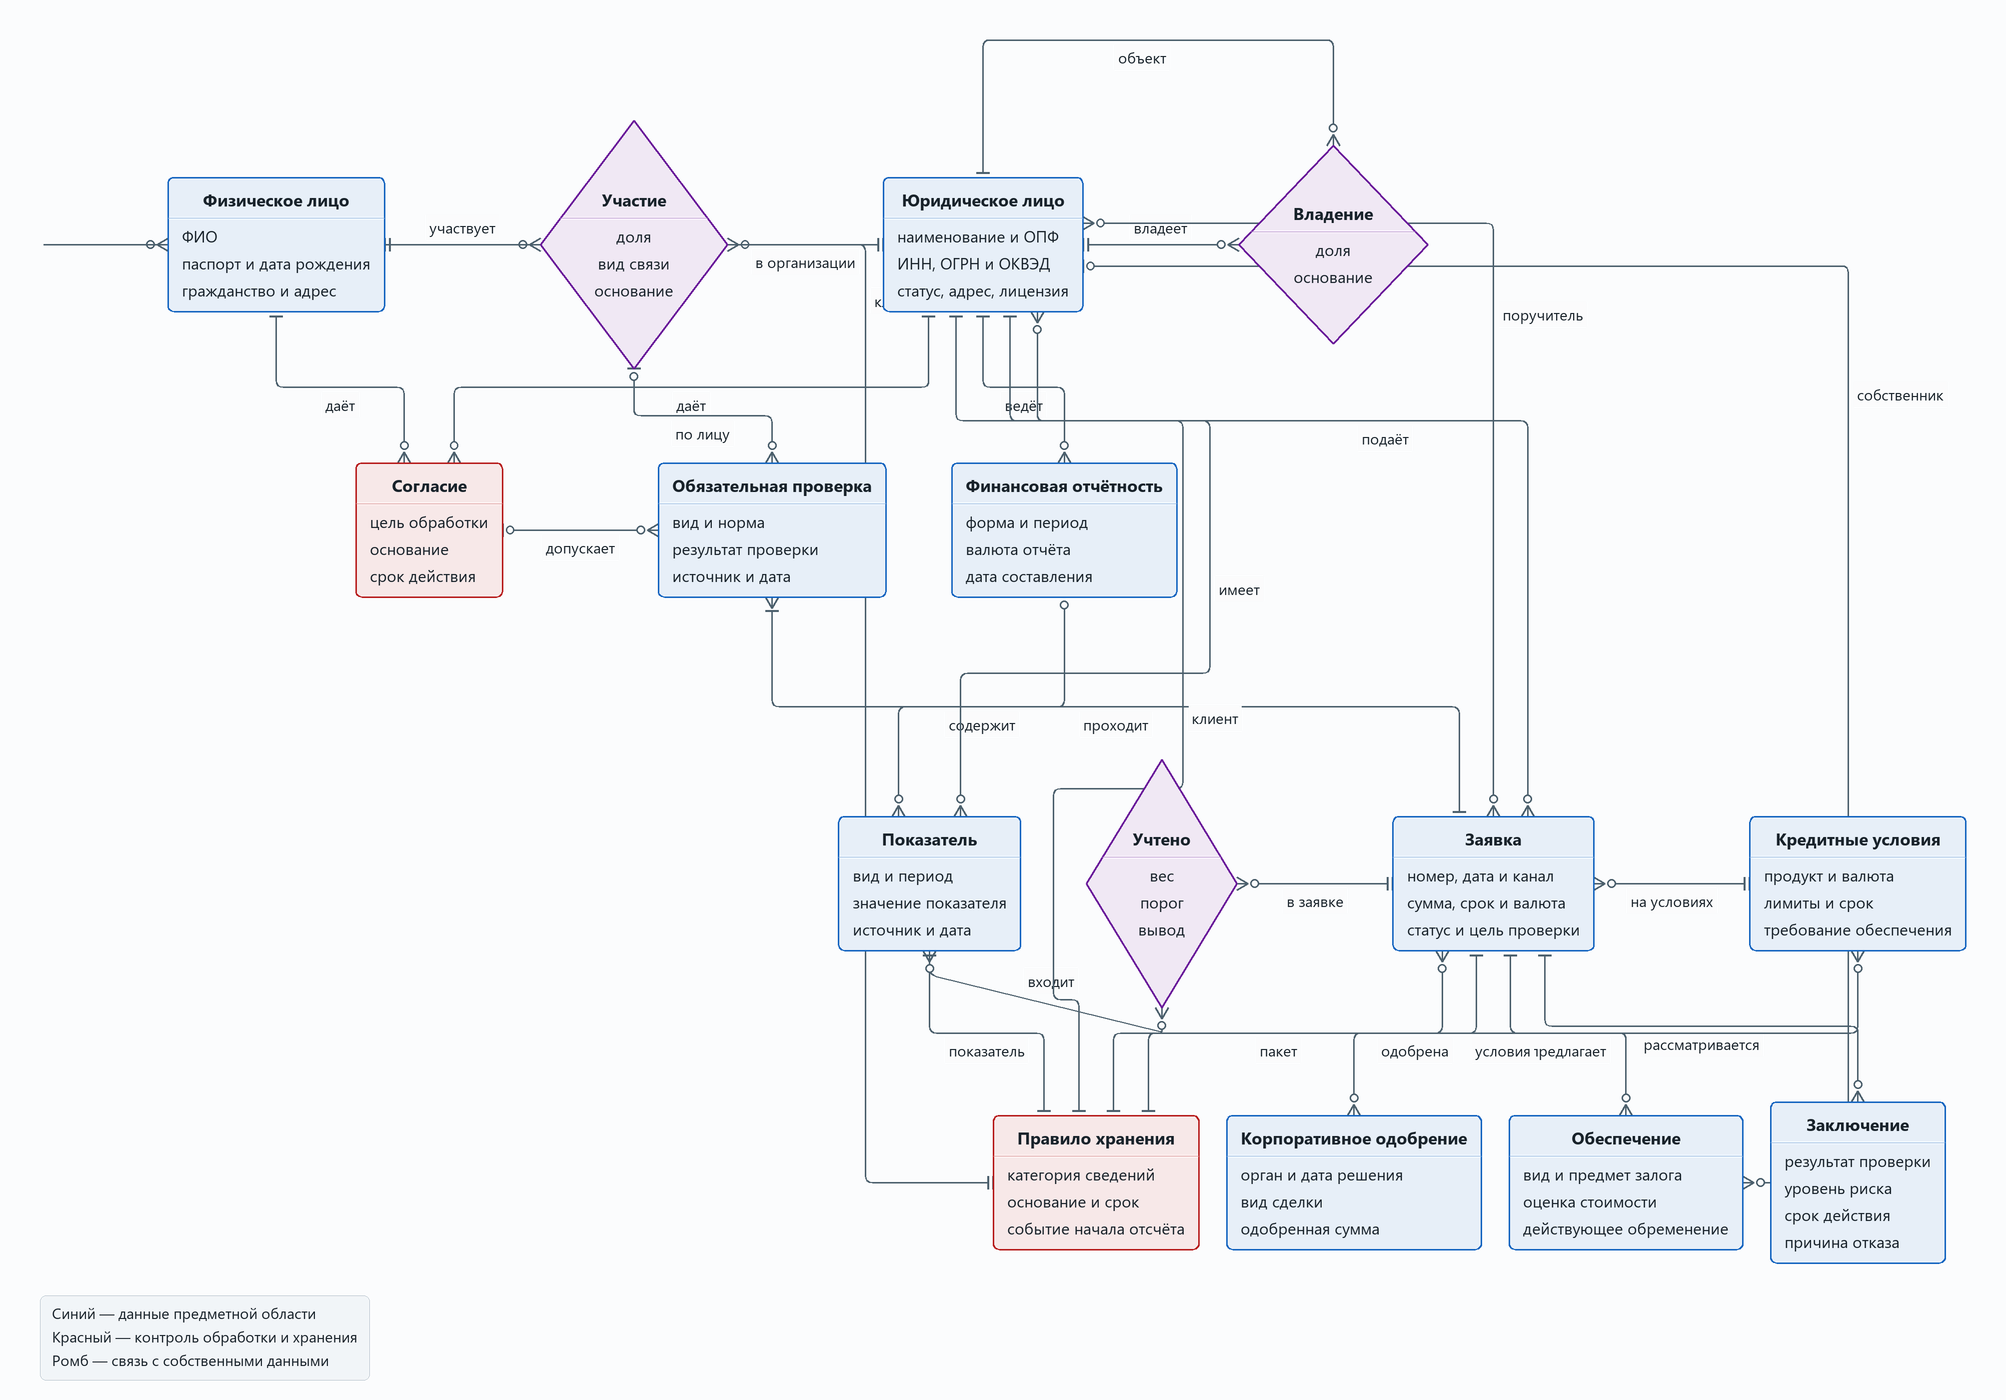 объект
Физическое лицо
ФИО
паспорт и дата рождения
гражданство и адрес
участвует
Участие
доля
вид связи
основание
в организации
Юридическое лицо
наименование и ОПФ
ИНН, ОГРН и ОКВЭД
статус, адрес, лицензия
владеет
Владение
доля
основание
поручитель
собственник
даёт
даёт
по лицу
ведёт
подаёт
Согласие
цель обработки
основание
срок действия
допускает
Обязательная проверка
вид и норма
результат проверки
источник и дата
Финансовая отчётность
форма и период
валюта отчёта
дата составления
имеет
содержит
проходит
клиент
Показатель
вид и период
значение показателя
источник и дата
Учтено
вес
порог
вывод
в заявке
Заявка
номер, дата и канал
сумма, срок и валюта
статус и цель проверки
на условиях
Кредитные условия
продукт и валюта
лимиты и срок
требование обеспечения
входит
показатель
пакет
одобрена
условия
рассматривается
Правило хранения
категория сведений
основание и срок
событие начала отсчёта
Корпоративное одобрение
орган и дата решения
вид сделки
одобренная сумма
Обеспечение
вид и предмет залога
оценка стоимости
действующее обременение
Заключение
результат проверки
уровень риска
срок действия
причина отказа
Синий — данные предметной области
Красный — контроль обработки и хранения
Ромб — связь с собственными данными